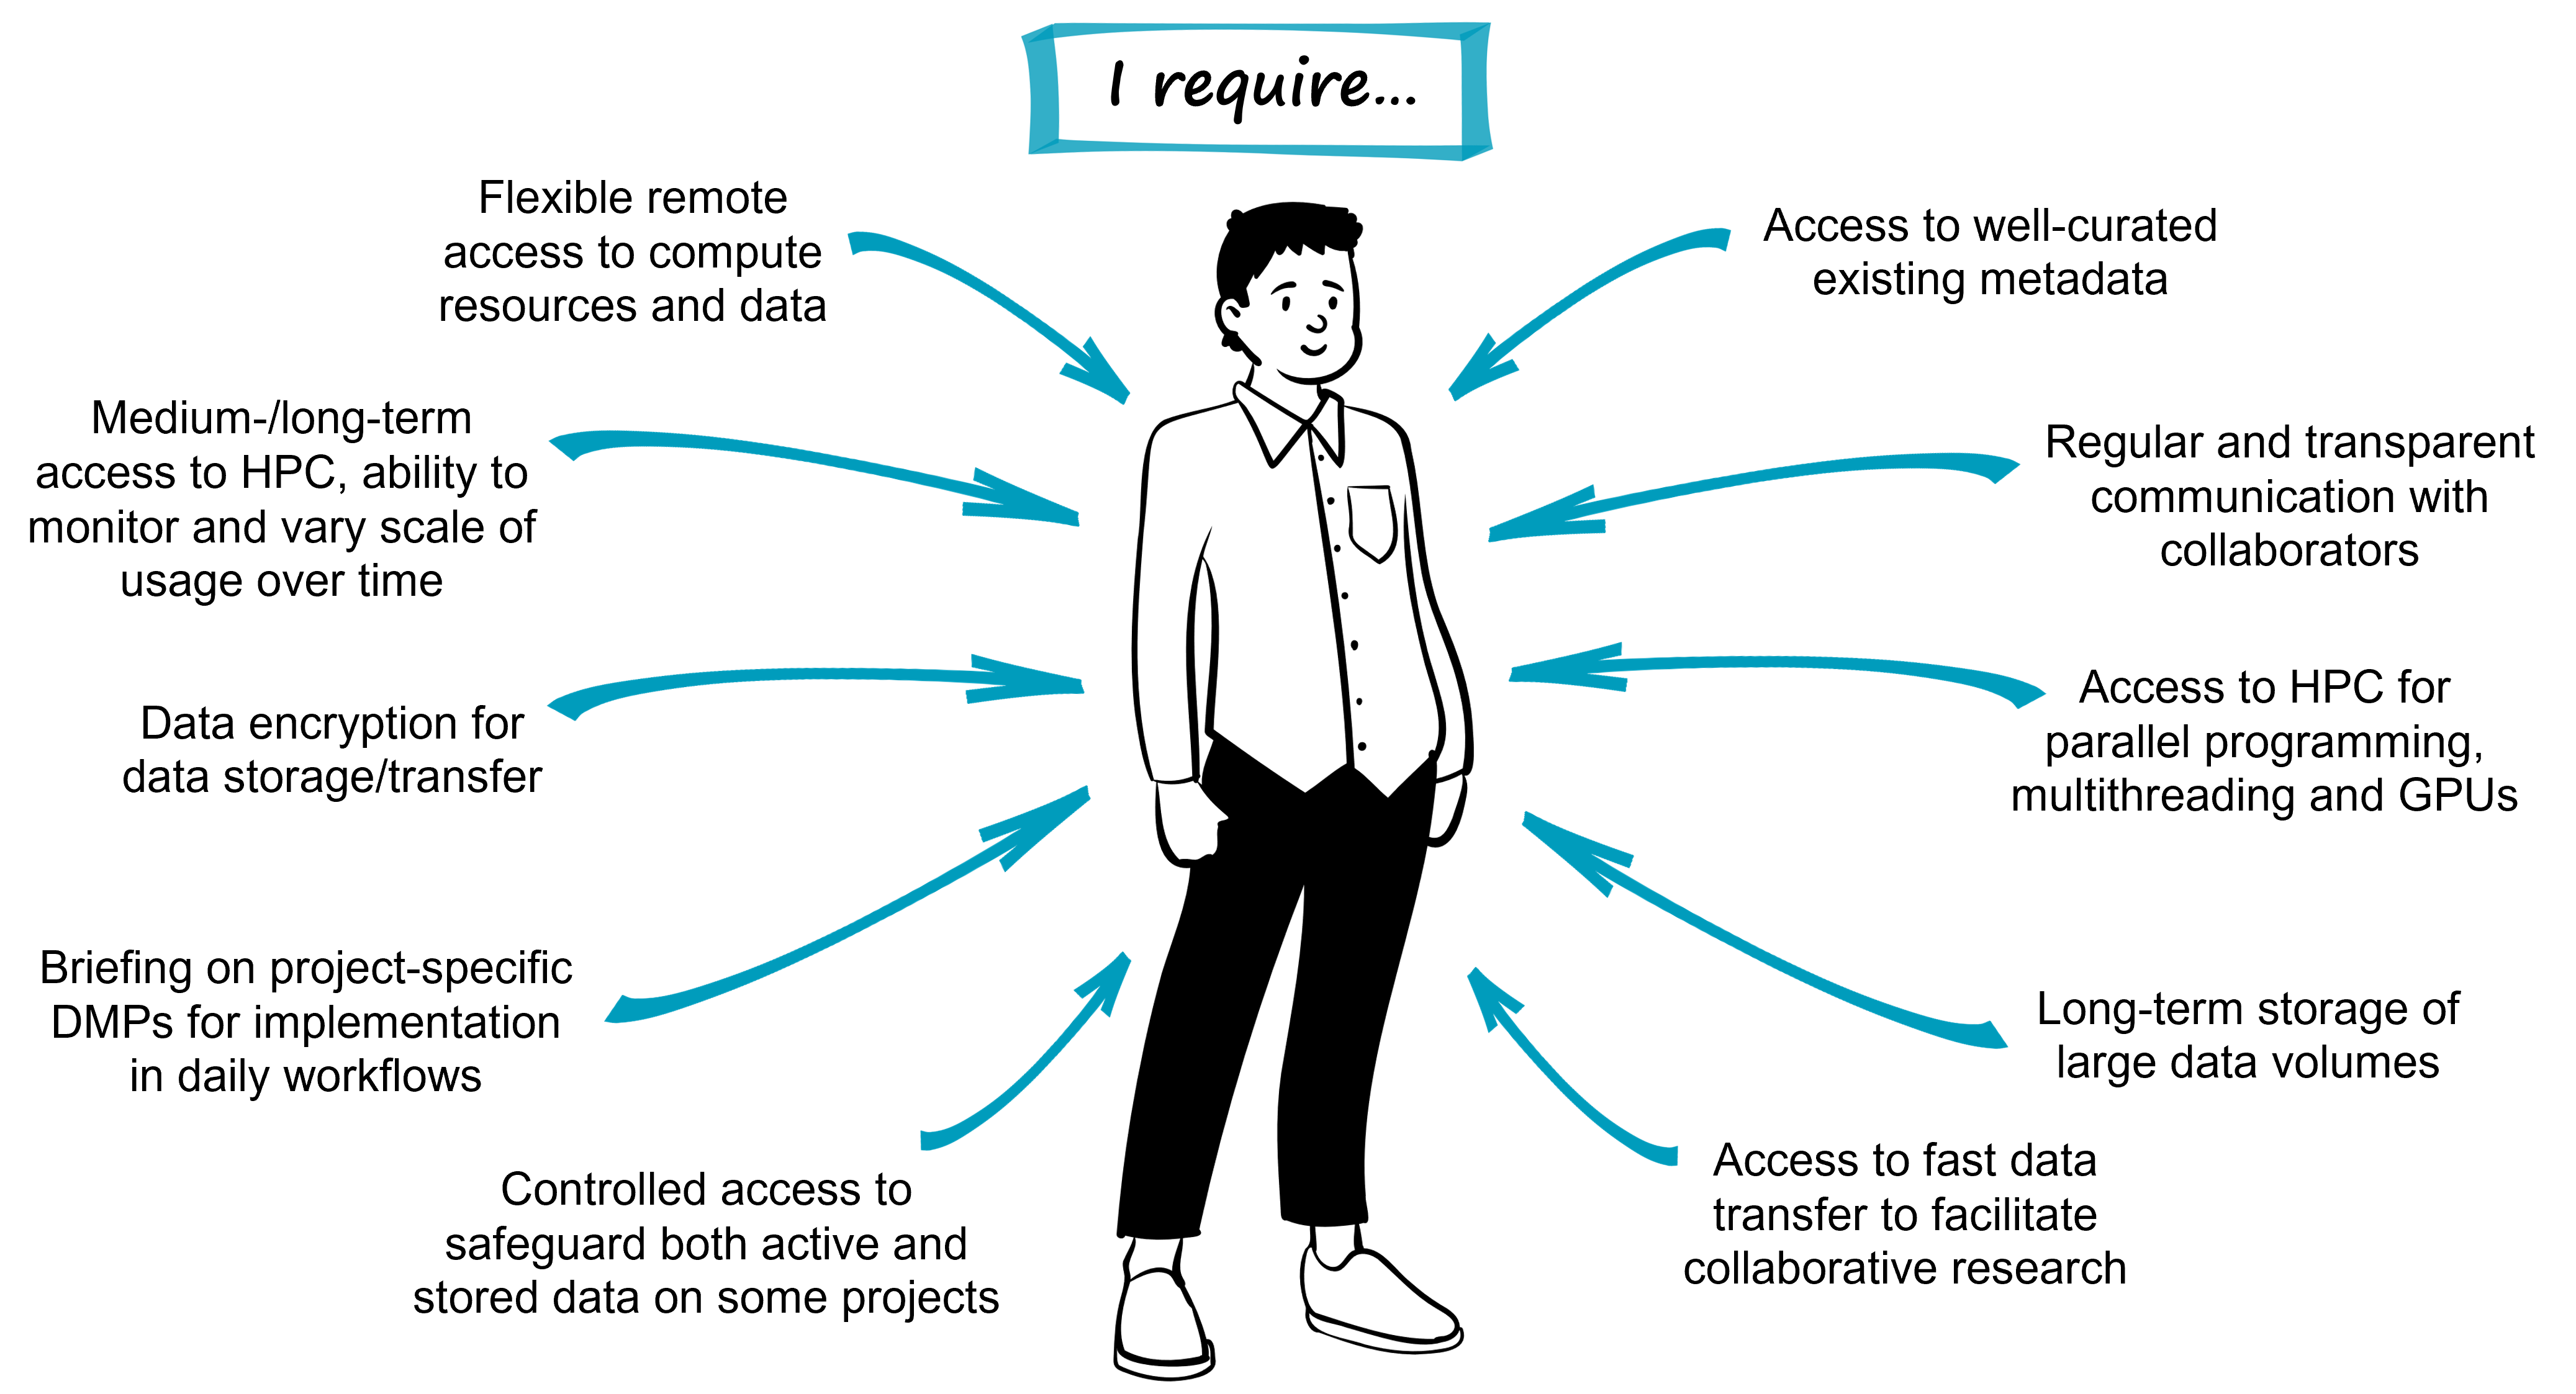 I require...
Flexible remote
access to compute
resources and data
Medium-/long-term
access to HPC, ability to
monitor and vary scale of
usage over time
Data encryption for
data storage/transfer
Briefing on project-specific
DMPs for implementation
in daily workflows
Controlled access to
safeguard both active and
stored data on some projects
Access to well-curated
existing metadata
Regular and transparent
communication with
collaborators
Access to HPC for
parallel programming,
multithreading and GPUs
Long-term storage of
large data volumes
Access to fast data
transfer to facilitate
collaborative research